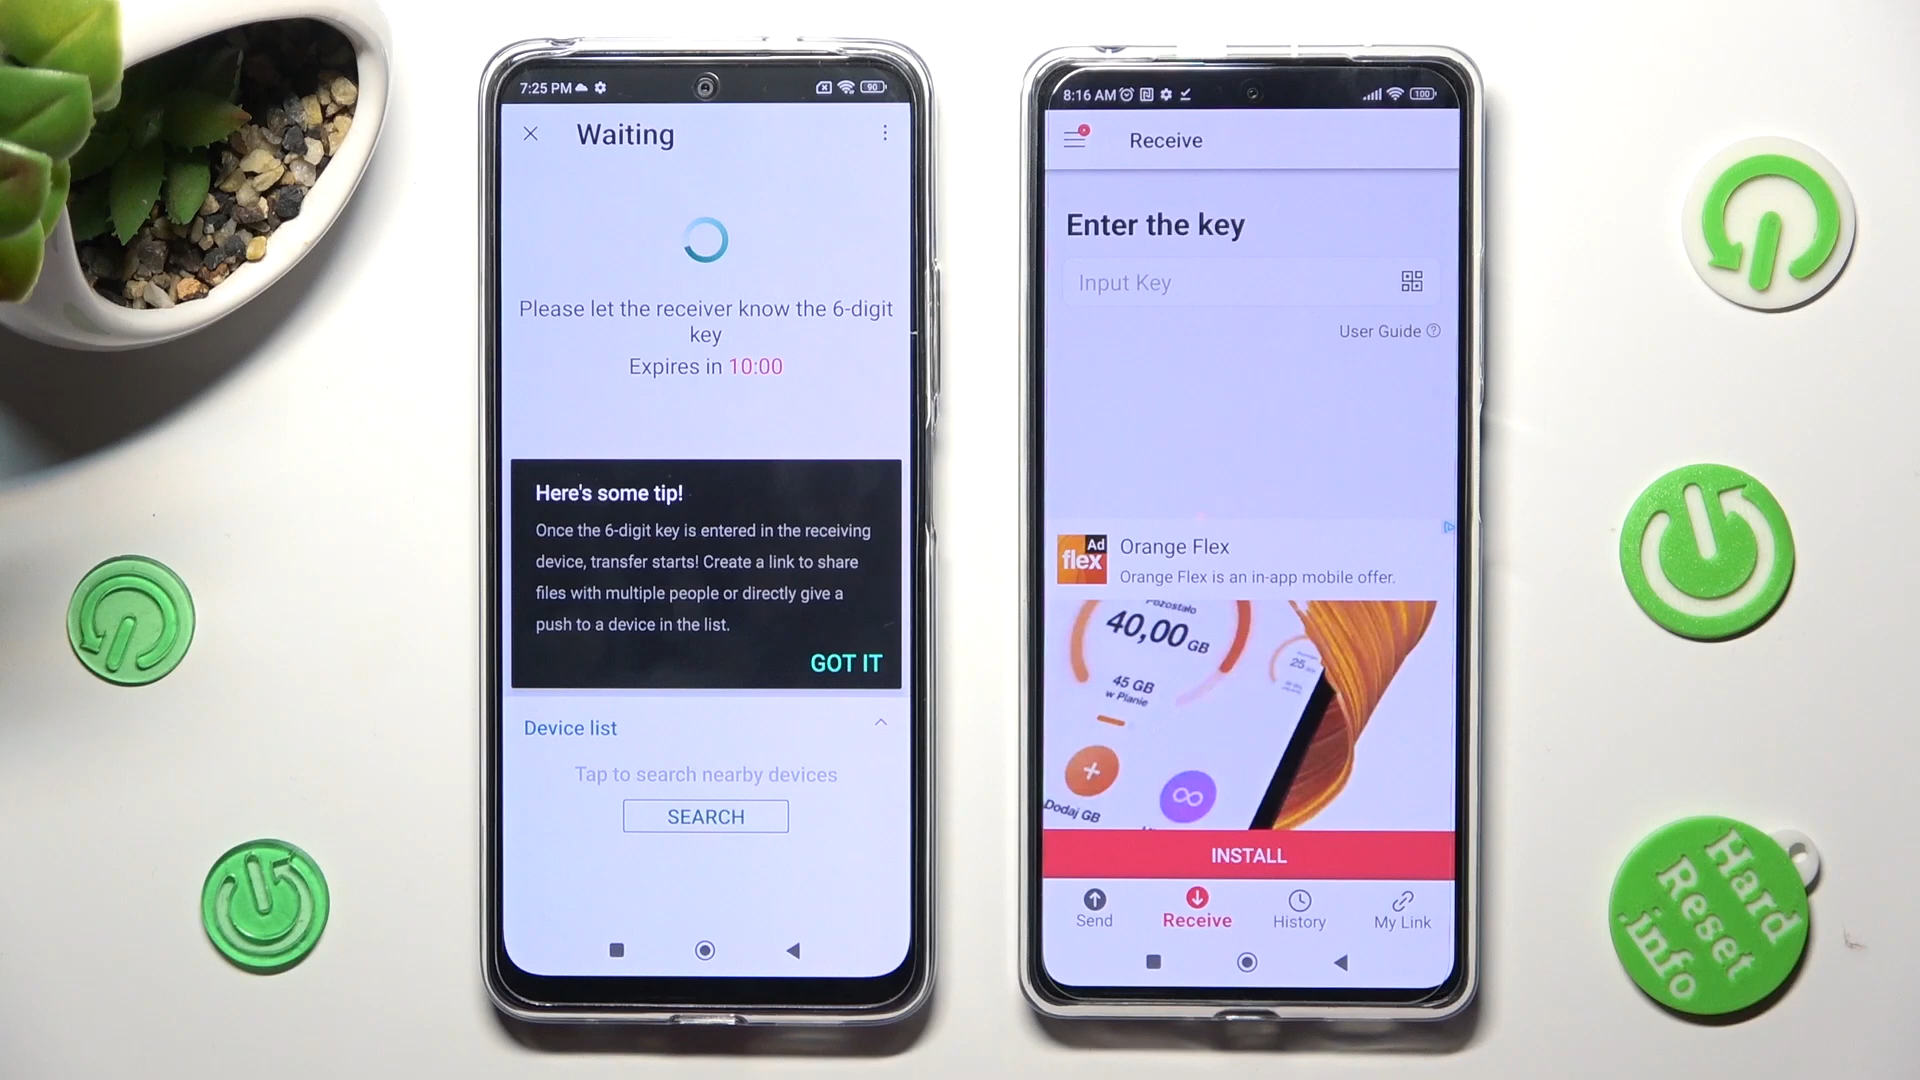 7:25 PM
90
Waiting
Please let the receiver know the 6-digit
key
Expires in 10:00
Here's some tip!
Once the 6-digit key is entered in the receiving
device, transfer starts! Create a link to share
files with multiple people or directly give a
push to a device in the list.
GOT IT
Device list
Tap to search nearby devices
SEARCH
8:16 AM
100
Receive
Enter the key
Input Key
User Guide
Ad
flex
Orange Flex
Orange Flex is an in-app mobile offer.
Pozostało
40,00 GB
45 GB
w Planie
25
Dodaj GB
INSTALL
Send
Receive
History
My Link
Hard
Reset
.info